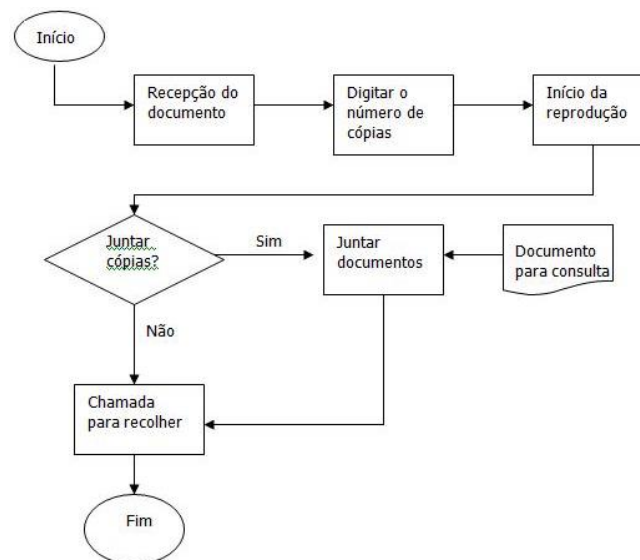 Início
Recepção do
documento
Digitar o
número de
cópias
Início da
reprodução
Juntar
cópias?
Sim
Juntar
documentos
Documento
para consulta
Não
Chamada
para recolher
Fim